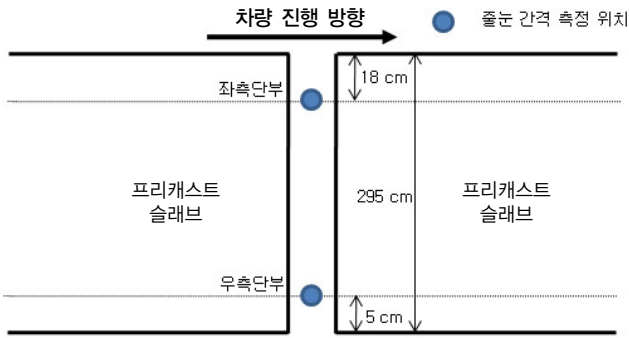 차량 진행 방향
줄눈 간격 측정 위치
18 cm
좌측단부
프리캐스트
슬래브
295 cm
프리캐스트
슬래브
우측단부
5 cm